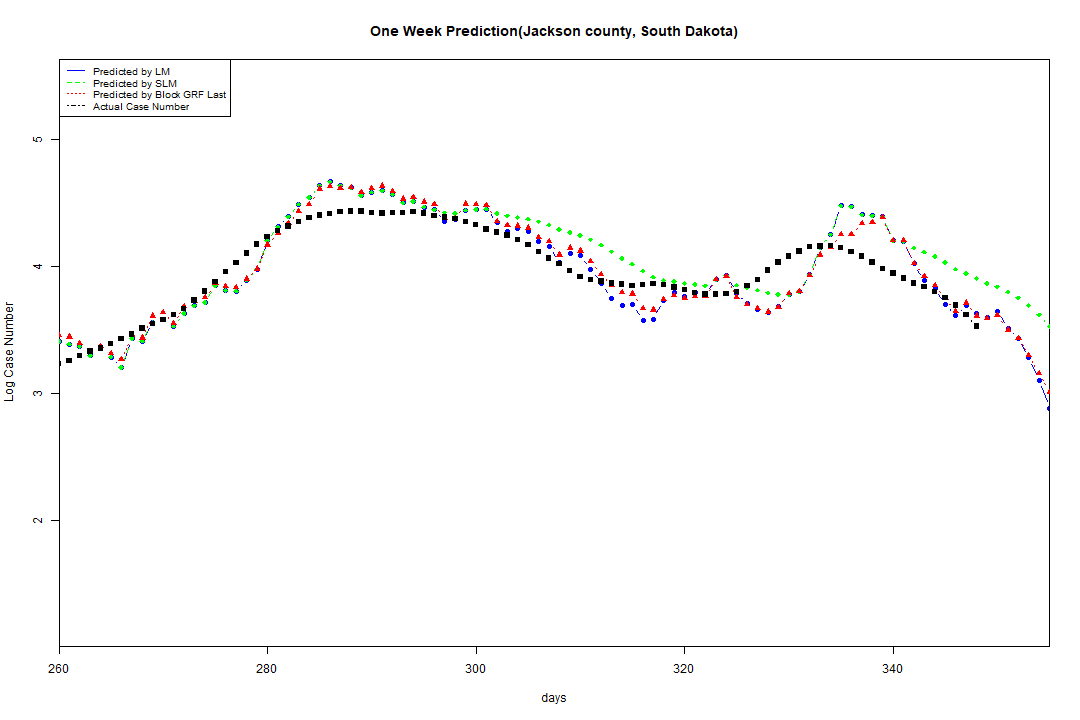 One Week Prediction(Jackson county, South Dakota)
Predicted by LM
Predicted by SLM
Predicted by Block GRF Last
Actual Case Number
5
4
3
2
Log Case Number
260
280
300
320
340
days